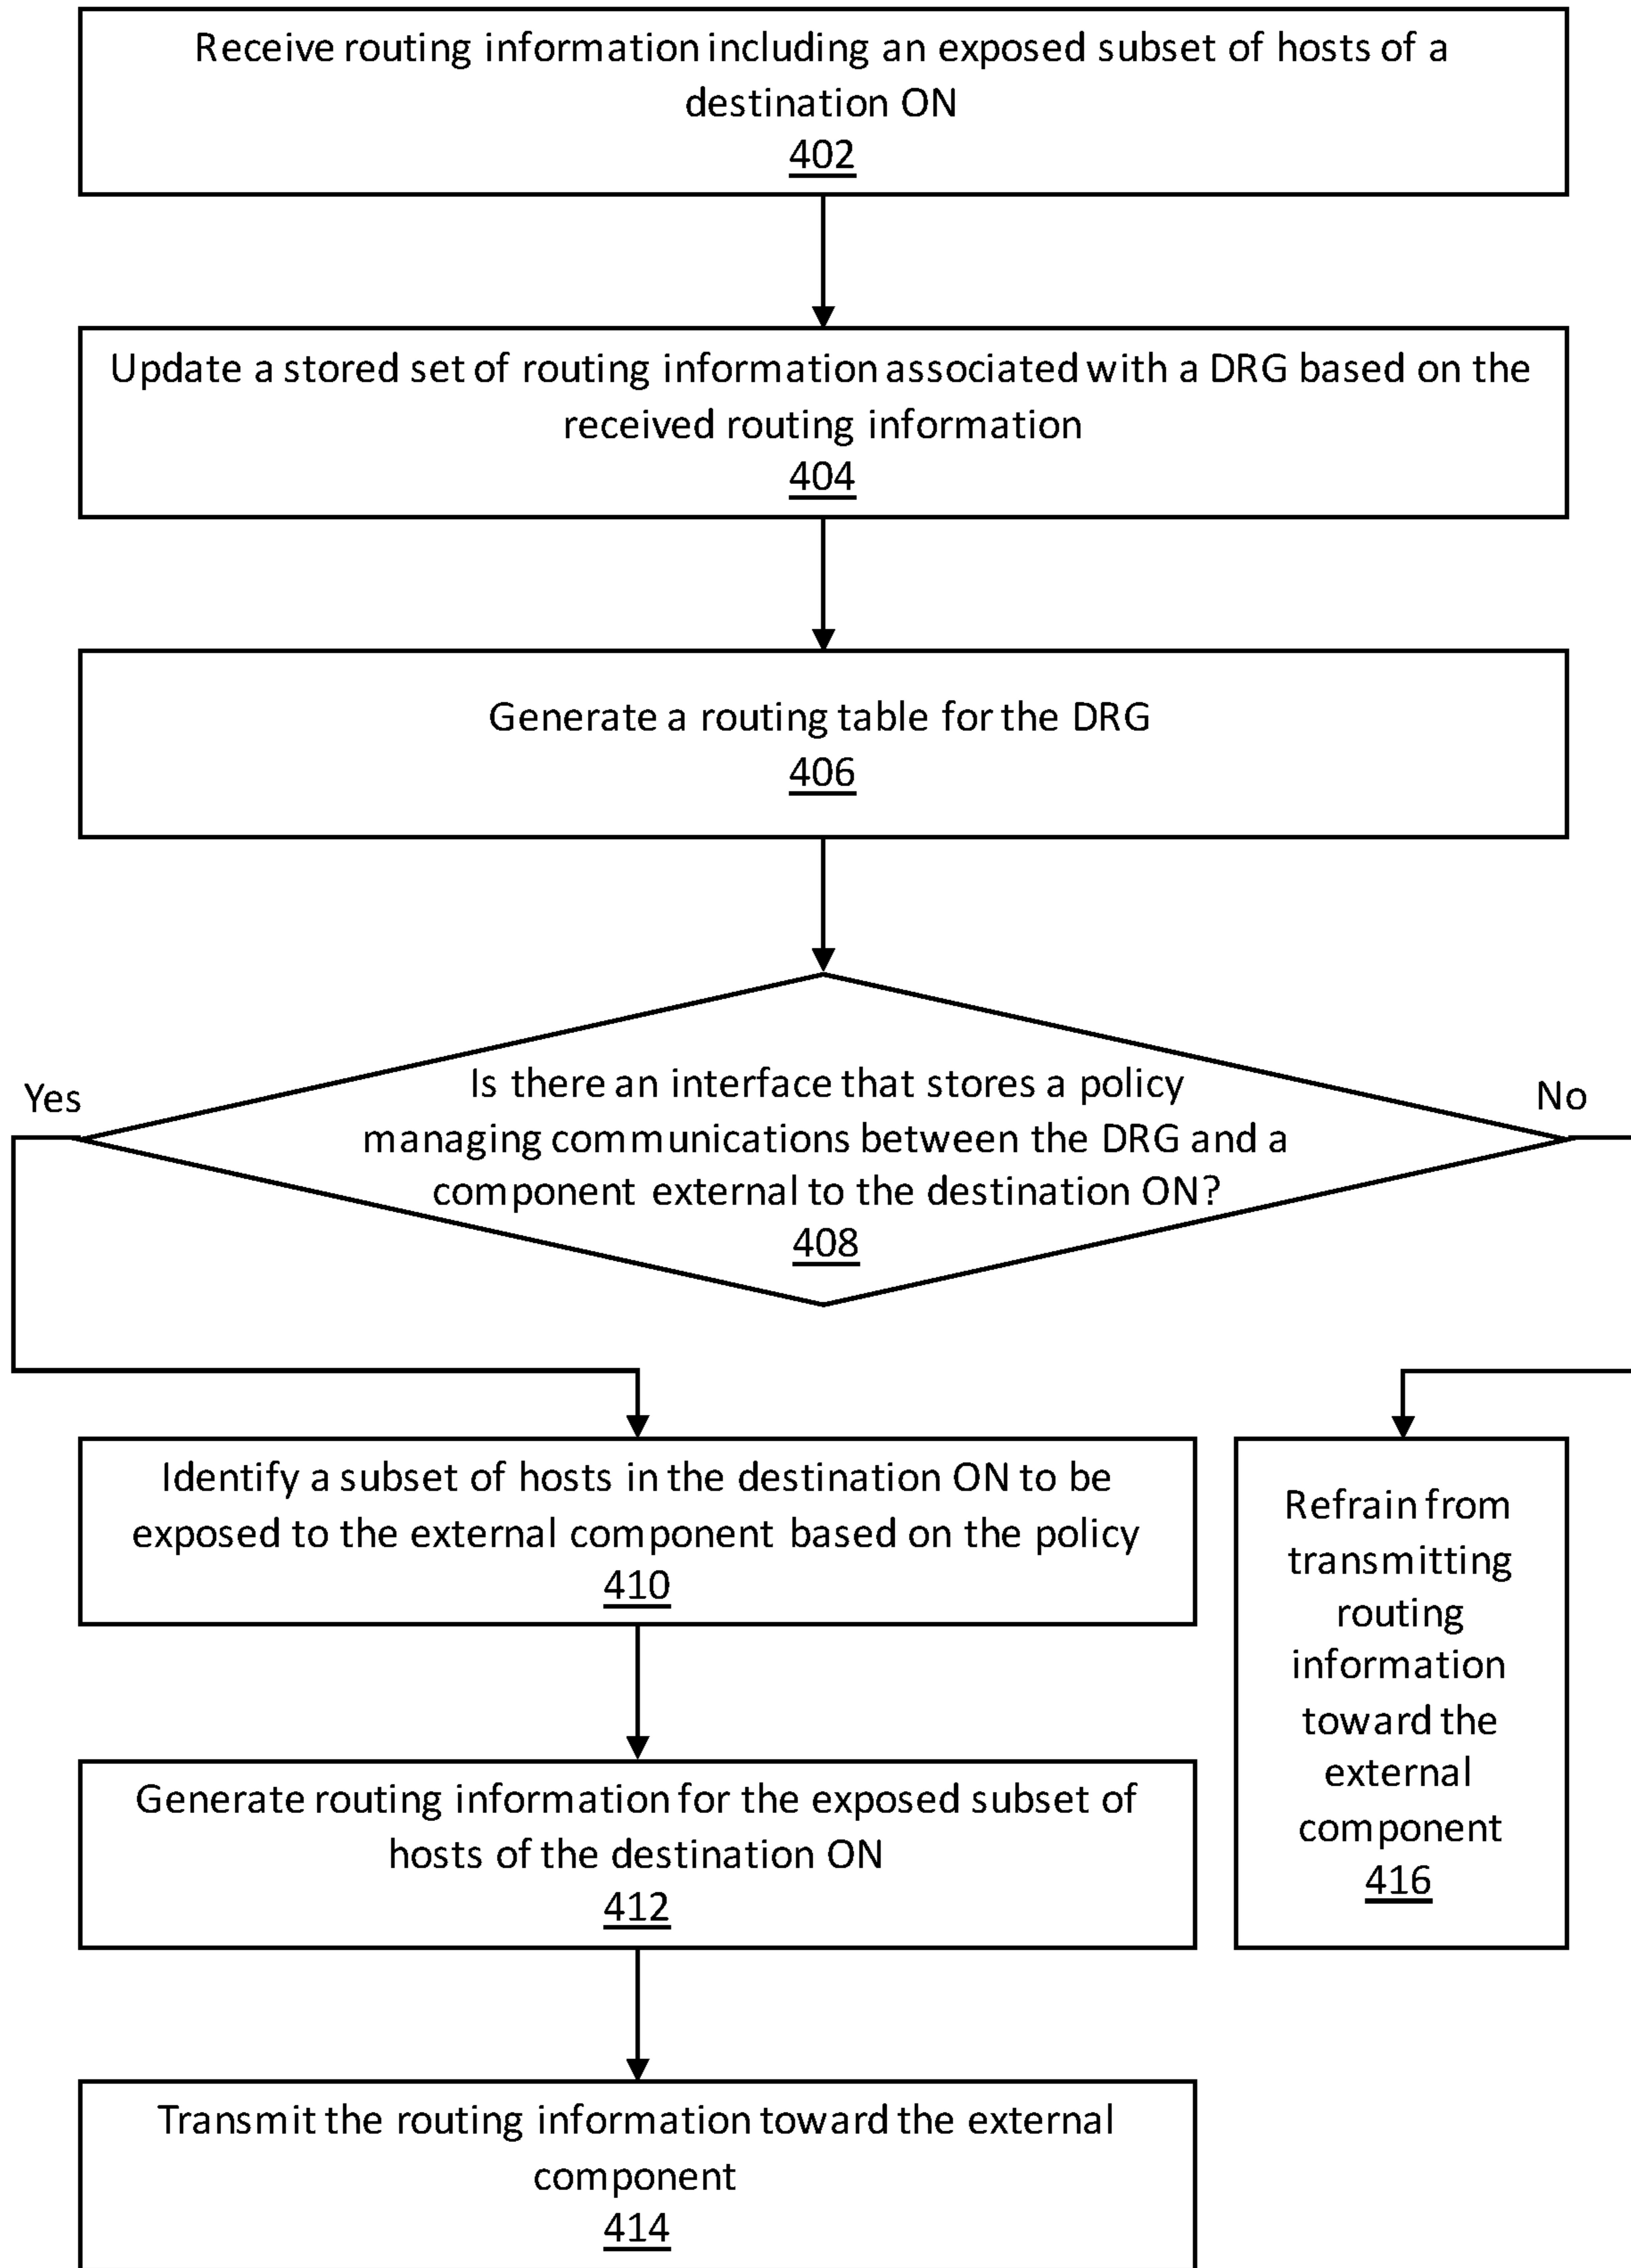 Receive routing information including an exposed subset of hosts of a
destination ON
402
Update a stored set of routing information associated with a DRG based on the
received routing information
404
Generate a routing table for the DRG
406
Yes
No
Is there an interface that stores a policy
managing communications between the DRG and a
component external to the destination ON?
408
Identify a subset of hosts in the destination ON to be
exposed to the external component based on the policy
410
Generate routing information for the exposed subset of
hosts of the destination ON
412
Transmit the routing information toward the external
component
414
Refrain from
transmitting
routing
information
toward the
external
component
416